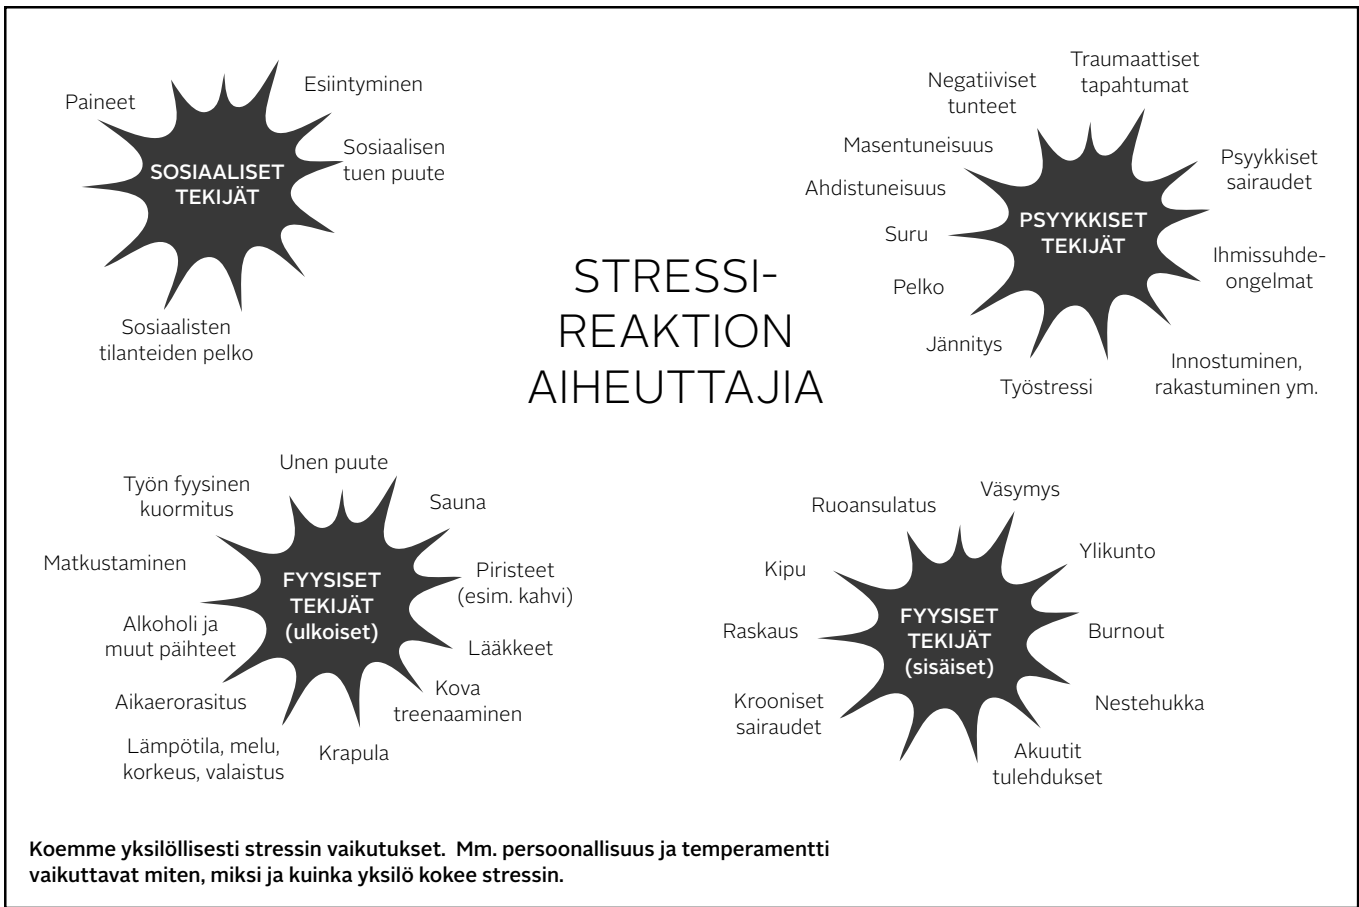 STRESSI-
REAKTION
AIHEUTTAJIA
SOSIAALISET
TEKIJÄT
Paineet
Esiintyminen
Sosiaalisen
tuen puute
Sosiaalisten
tilanteiden pelko
PSYYKKISET
TEKIJÄT
Traumaattiset
tapahtumat
Negatiiviset
tunteet
Masentuneisuus
Ahdistuneisuus
Suru
Pelko
Jännitys
Työstressi
Psyykkiset
sairaudet
Ihmissuhde-
ongelmat
Innostuminen,
rakastuminen ym.
FYYSISET
TEKIJÄT
(ulkoiset)
Unen puute
Työn fyysinen
kuormitus
Matkustaminen
Alkoholi ja
muut päihteet
Aikaerorasitus
Lämpötila, melu,
korkeus, valaistus
Krapula
Sauna
Piristeet
(esim. kahvi)
Lääkkeet
Kova
treenaaminen
FYYSISET
TEKIJÄT
(sisäiset)
Ruoansulatus
Väsymys
Kipu
Raskaus
Krooniset
sairaudet
Ylikunto
Burnout
Nestehukka
Akuutit
tulehdukset
Koemme yksilöllisesti stressin vaikutukset. Mm. persoonallisuus ja temperamentti
vaikuttavat miten, miksi ja kuinka yksilö kokee stressin.